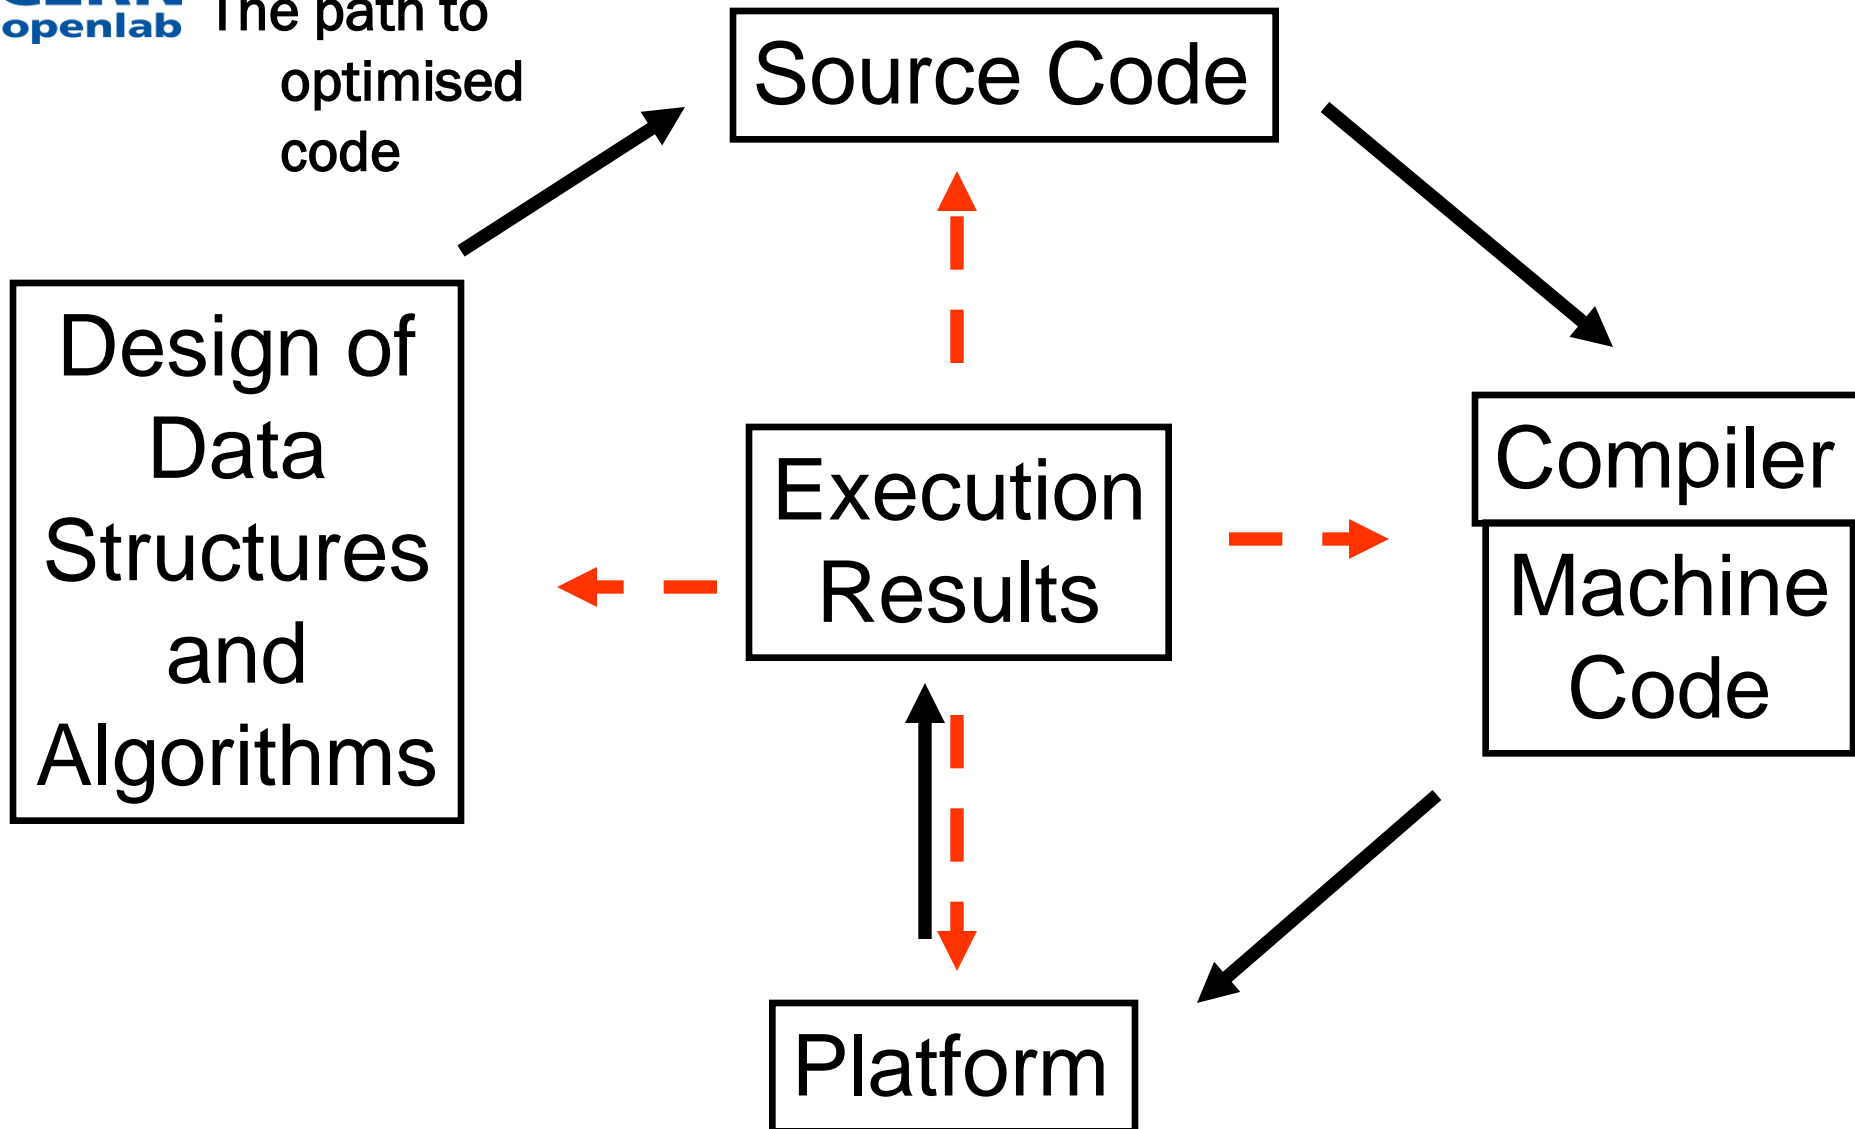 CERN
openlab
The path to
optimised
code
Source Code
Design of
Data
Structures
and
Algorithms
Execution
Results
Compiler
Machine
Code
Platform